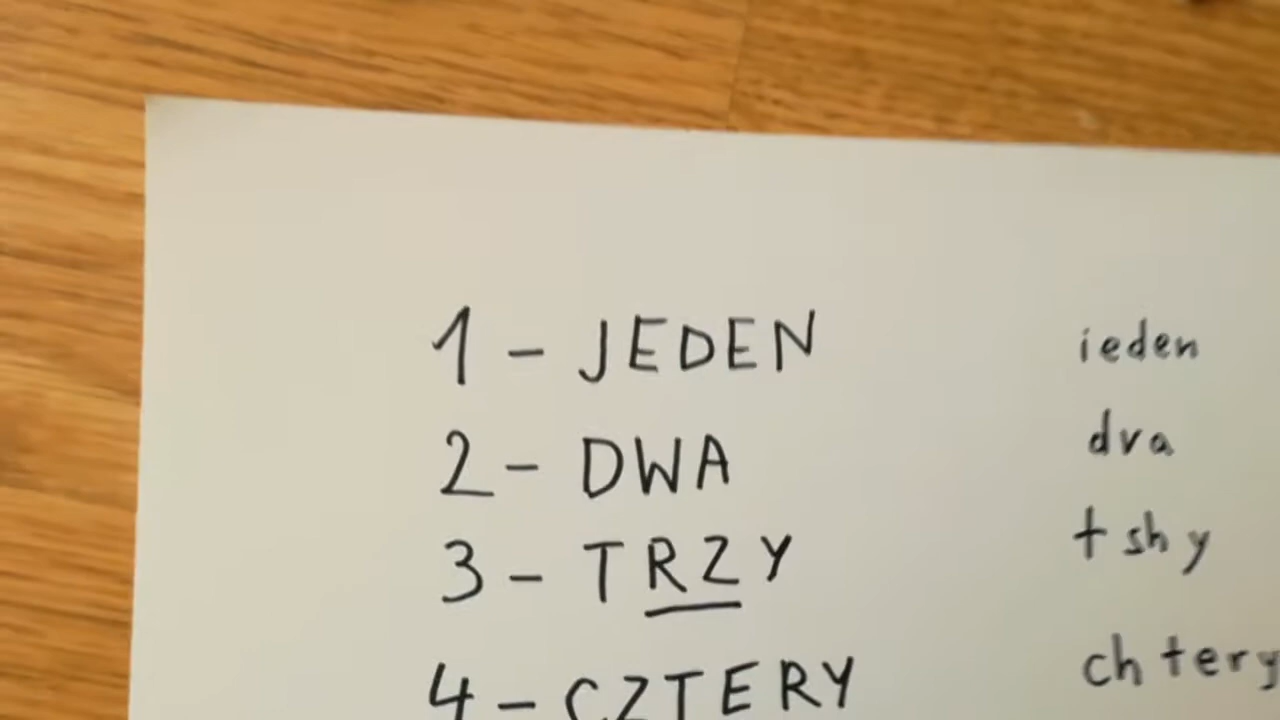 1 - JEDEN ieden
2 - DWA dva
3 - TRZY tshy
4 - CZTERY chtery